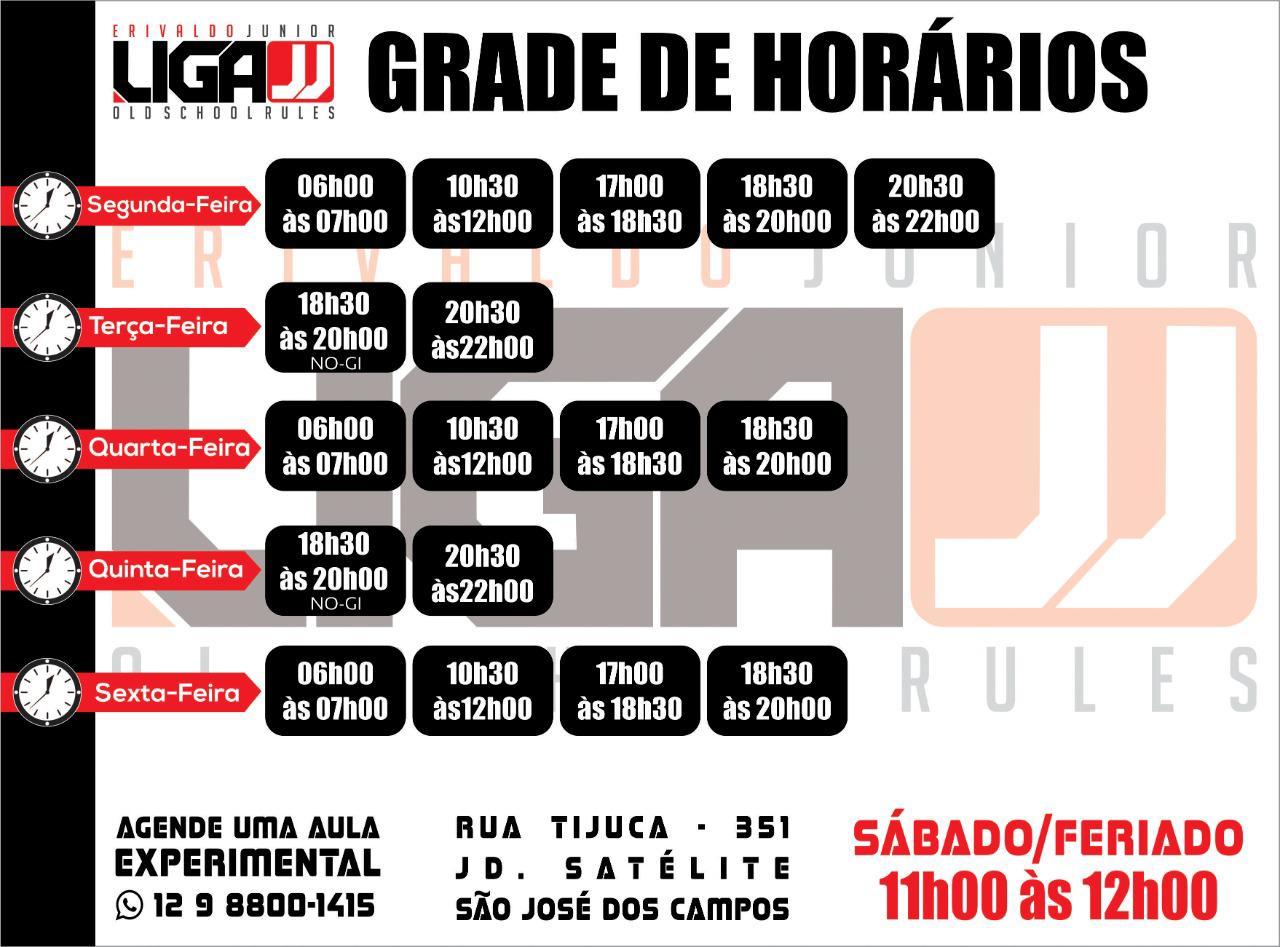 ERIVALDOJUNIOR
LIGAJJ
OLDSCHOOLRULES
GRADE DE HORÁRIOS
Segunda-Feira
06h00
às 07h00
10h30
às12h00
17h00
às 18h30
18h30
às 20h00
20h30
às 22h00
Terça-Feira
18h30
às 20h00
NO-GI
20h30
às22h00
Quarta-Feira
06h00
às 07h00
10h30
às12h00
17h00
às 18h30
18h30
às 20h00
Quinta-Feira
18h30
às 20h00
NO-GI
20h30
às22h00
Sexta-Feira
06h00
às 07h00
10h30
às12h00
17h00
às 18h30
18h30
às 20h00
ERIVALDO JUNIOR
LIGAJJ
RULES
AGENDE UMA AULA
EXPERIMENTAL
12 9 8800-1415
RUA TIJUCA - 351
JD. SATÉLITE
SÃO JOSÉ DOS CAMPOS
SÁBADO/FERIADO
11h00 às 12h00